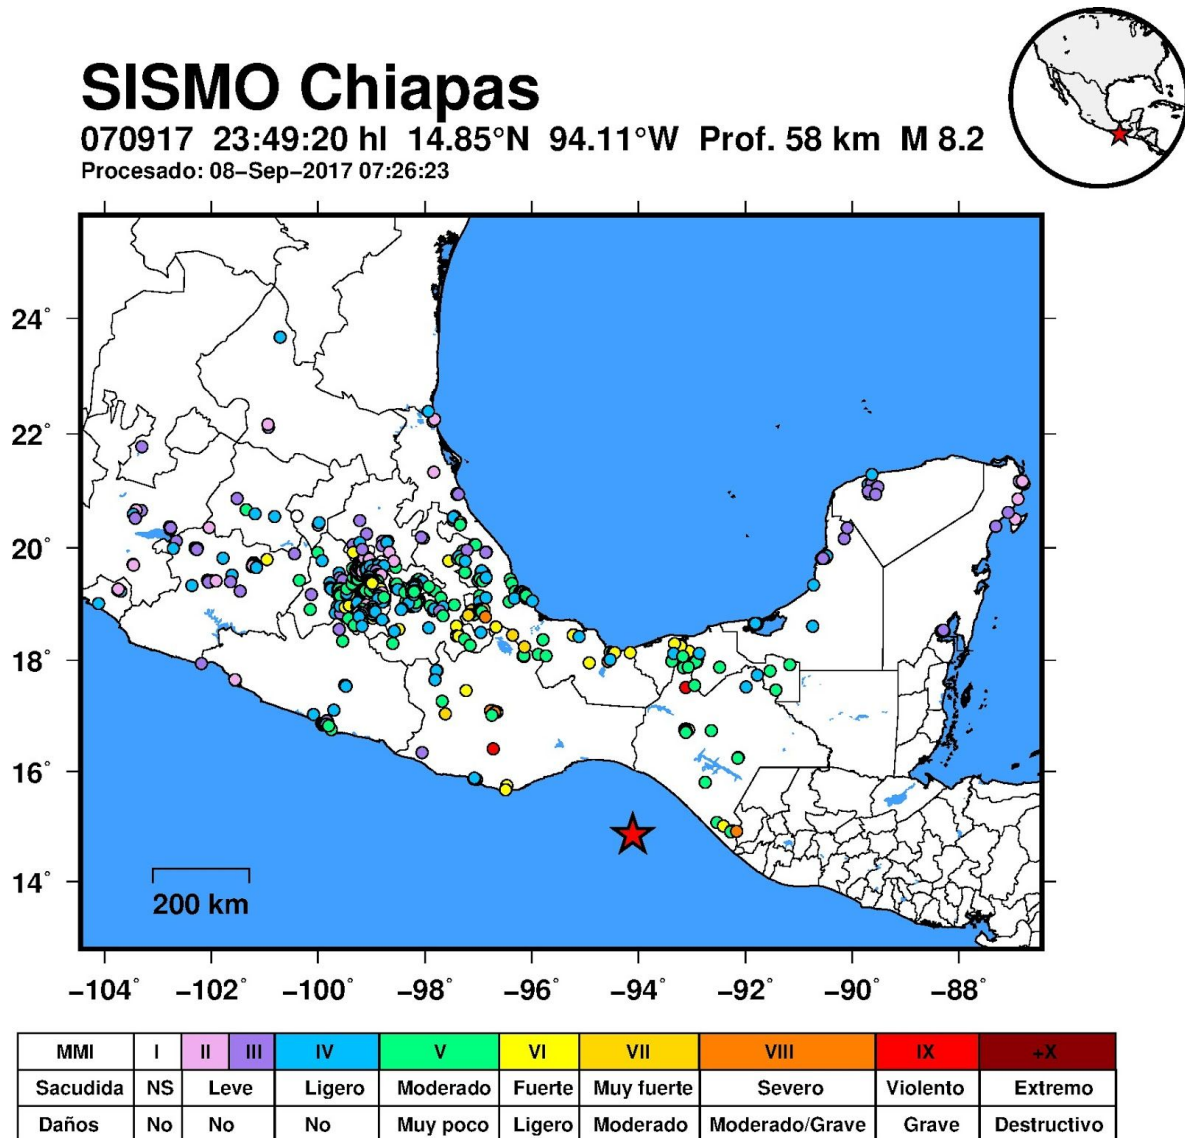 SISMO Chiapas
070917 23:49:20 hl 14.85°N 94.11°W Prof. 58 km M 8.2
Procesado: 08-Sep-2017 07:26:23
24°
22°
20°
18°
16°
14°
200 km
-104° -102° -100° -98° -96° -94° -92° -90° -88°
MMI I II III IV V VI VII VIII IX +X
Sacudida NS Leve Ligero Moderado Fuerte Muy fuerte Severo Violento Extremo
Daños No No No Muy poco Ligero Moderado Moderado/Grave Grave Destructivo